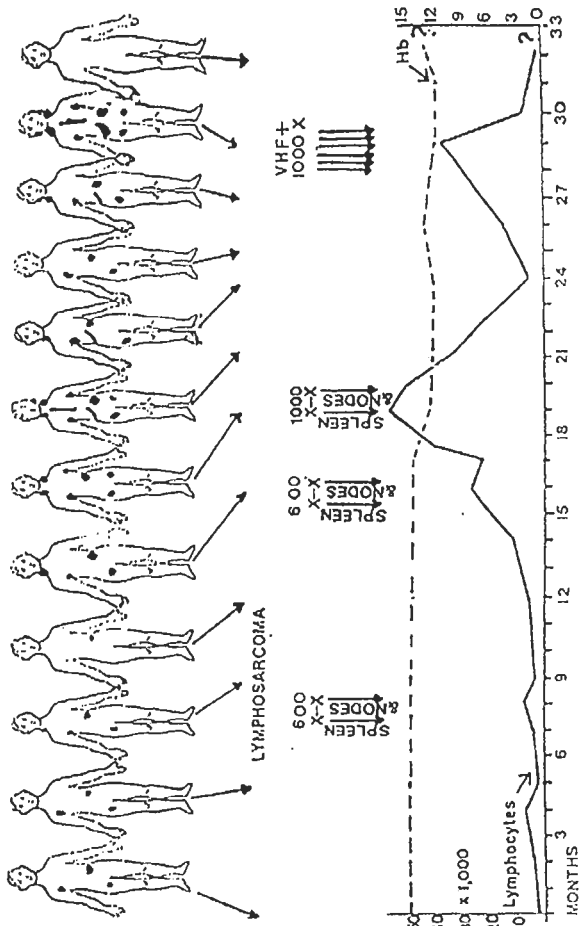 LYMPHOSARCOMA
600
SPLEEN
X-X
&NODES
600
SPLEEN
X-X
&NODES
1000
SPLEEN
X-X
&NODES
VHF+
1000 X
Hb
?
?
x 1,000
Lymphocytes
20
15
12
9
6
3
0
3
6
9
12
15
18
21
24
27
30
33
MONTHS